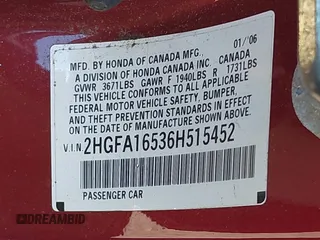 MFD. BY HONDA OF CANADA MFG., 01/'06
A DIVISION OF HONDA CANADA INC.
GVWR 3671LBS GAWR F 1940LBS R 1731LBS
THIS VEHICLE CONFORMS TO ALL APPLICABLE
FEDERAL MOTOR VEHICLE SAFETY, BUMPER,
AND THEFT PREVENTION STANDARDS IN
EFFECT ON THE DATE OF MANUFACTURE
SHOWN ABOVE.
V.I.N. 2HGFA16536H515452
PASSENGER CAR
DREAMBID